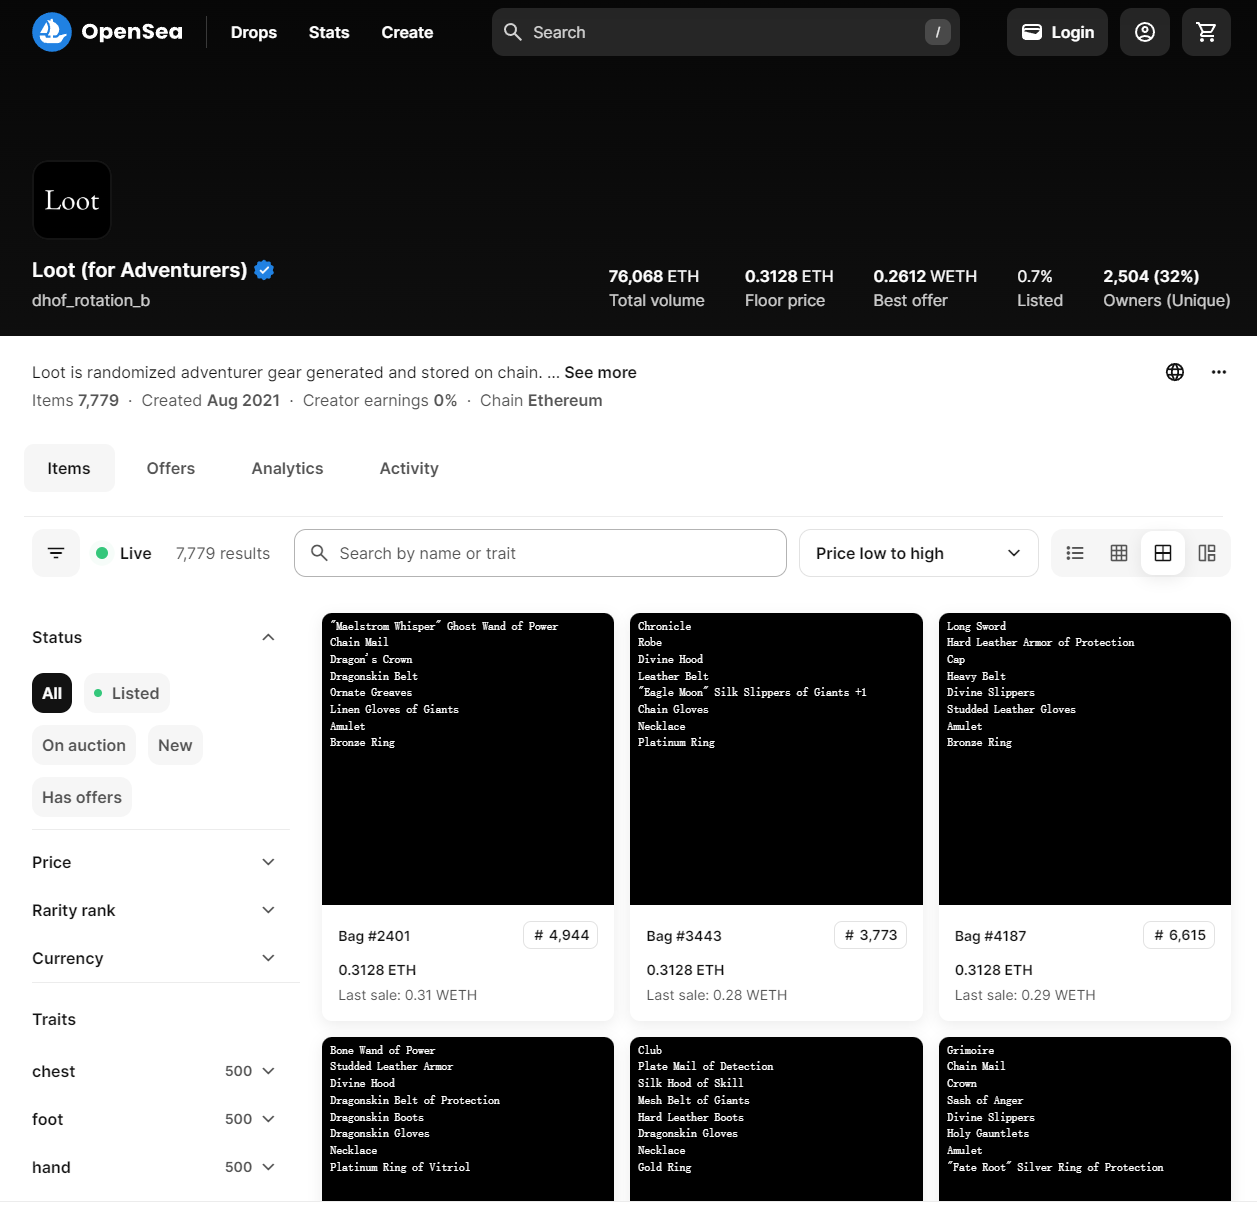 OpenSea
Drops
Stats
Create
Search
/
Login
Loot
Loot (for Adventurers)
dhof_rotation_b
76,068 ETH
Total volume
0.3128 ETH
Floor price
0.2612 WETH
Best offer
0.7%
Listed
2,504 (32%)
Owners (Unique)
Loot is randomized adventurer gear generated and stored on chain. ... See more
Items 7,779 · Created Aug 2021 · Creator earnings 0% · Chain Ethereum
Items
Offers
Analytics
Activity
Live
7,779 results
Search by name or trait
Price low to high
Status
All
Listed
On auction
New
Has offers
Price
Rarity rank
Currency
Traits
chest 500
foot 500
hand 500
"Maelstrom Whisper" Ghost Wand of Power
Chain Mail
Dragon's Crown
Dragonskin Belt
Ornate Greaves
Linen Gloves of Giants
Amulet
Bronze Ring
Bag #2401
# 4,944
0.3128 ETH
Last sale: 0.31 WETH
Chronicle
Robe
Divine Hood
Leather Belt
"Eagle Moon" Silk Slippers of Giants +1
Chain Gloves
Necklace
Platinum Ring
Bag #3443
# 3,773
0.3128 ETH
Last sale: 0.28 WETH
Long Sword
Hard Leather Armor of Protection
Cap
Heavy Belt
Divine Slippers
Studded Leather Gloves
Amulet
Bronze Ring
Bag #4187
# 6,615
0.3128 ETH
Last sale: 0.29 WETH
Bone Wand of Power
Studded Leather Armor
Divine Hood
Dragonskin Belt of Protection
Dragonskin Boots
Dragonskin Gloves
Necklace
Platinum Ring of Vitriol
Club
Plate Mail of Detection
Silk Hood of Skill
Mesh Belt of Giants
Hard Leather Boots
Dragonskin Gloves
Necklace
Gold Ring
Grimoire
Chain Mail
Crown
Sash of Anger
Divine Slippers
Holy Gauntlets
Amulet
"Fate Root" Silver Ring of Protection